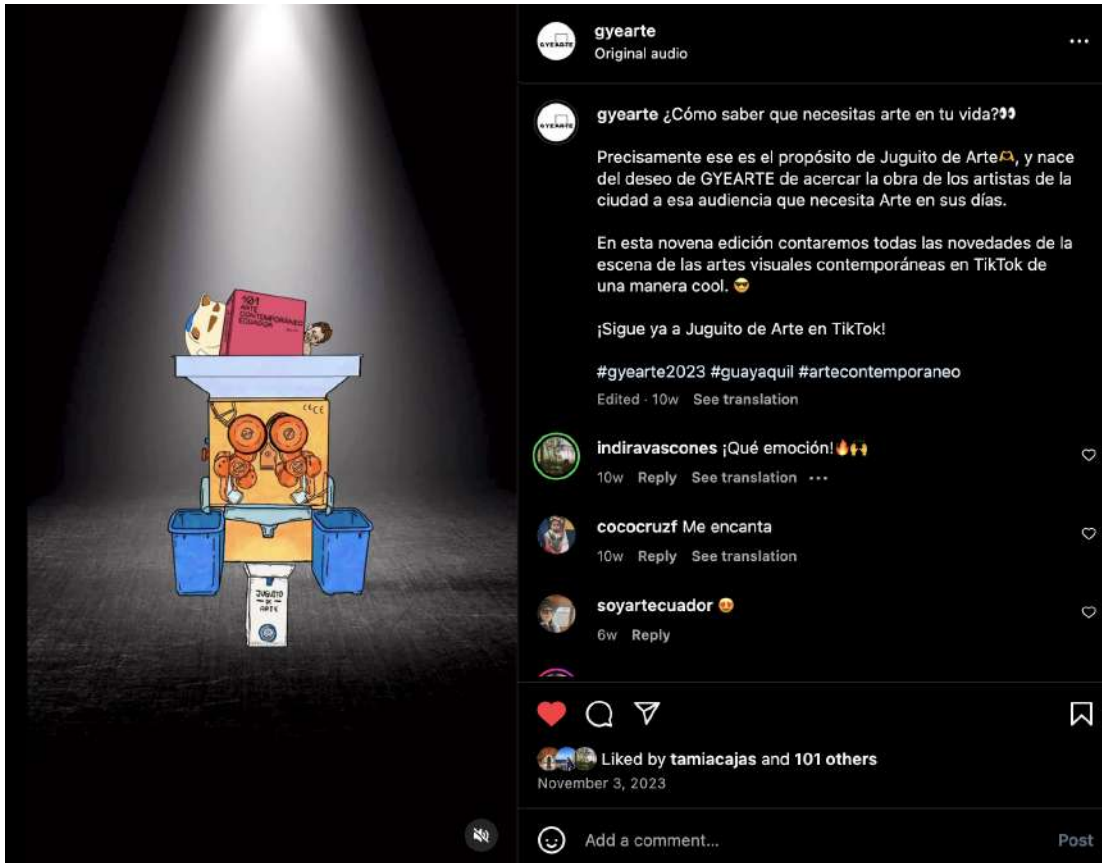 101
ARTE
CONTEMPORÁNEO
ECUADOR
CE CE
JUGUITO
DE
ARTE
GYEARTE
gyearte
Original audio
GYEARTE
gyearte ¿Cómo saber que necesitas arte en tu vida?👀
Precisamente ese es el propósito de Juguito de Arte🫶, y nace
del deseo de GYEARTE de acercar la obra de los artistas de la
ciudad a esa audiencia que necesita Arte en sus días.
En esta novena edición contaremos todas las novedades de la
escena de las artes visuales contemporáneas en TikTok de
una manera cool. 😎
¡Sigue ya a Juguito de Arte en TikTok!
#gyearte2023 #guayaquil #artecontemporaneo
Edited · 10w See translation
indiravascones ¡Qué emoción!🔥🙌
10w Reply See translation
cococruzf Me encanta
10w Reply See translation
soyartecuador 😍
6w Reply
Liked by tamiacajas and 101 others
November 3, 2023
Add a comment...
Post